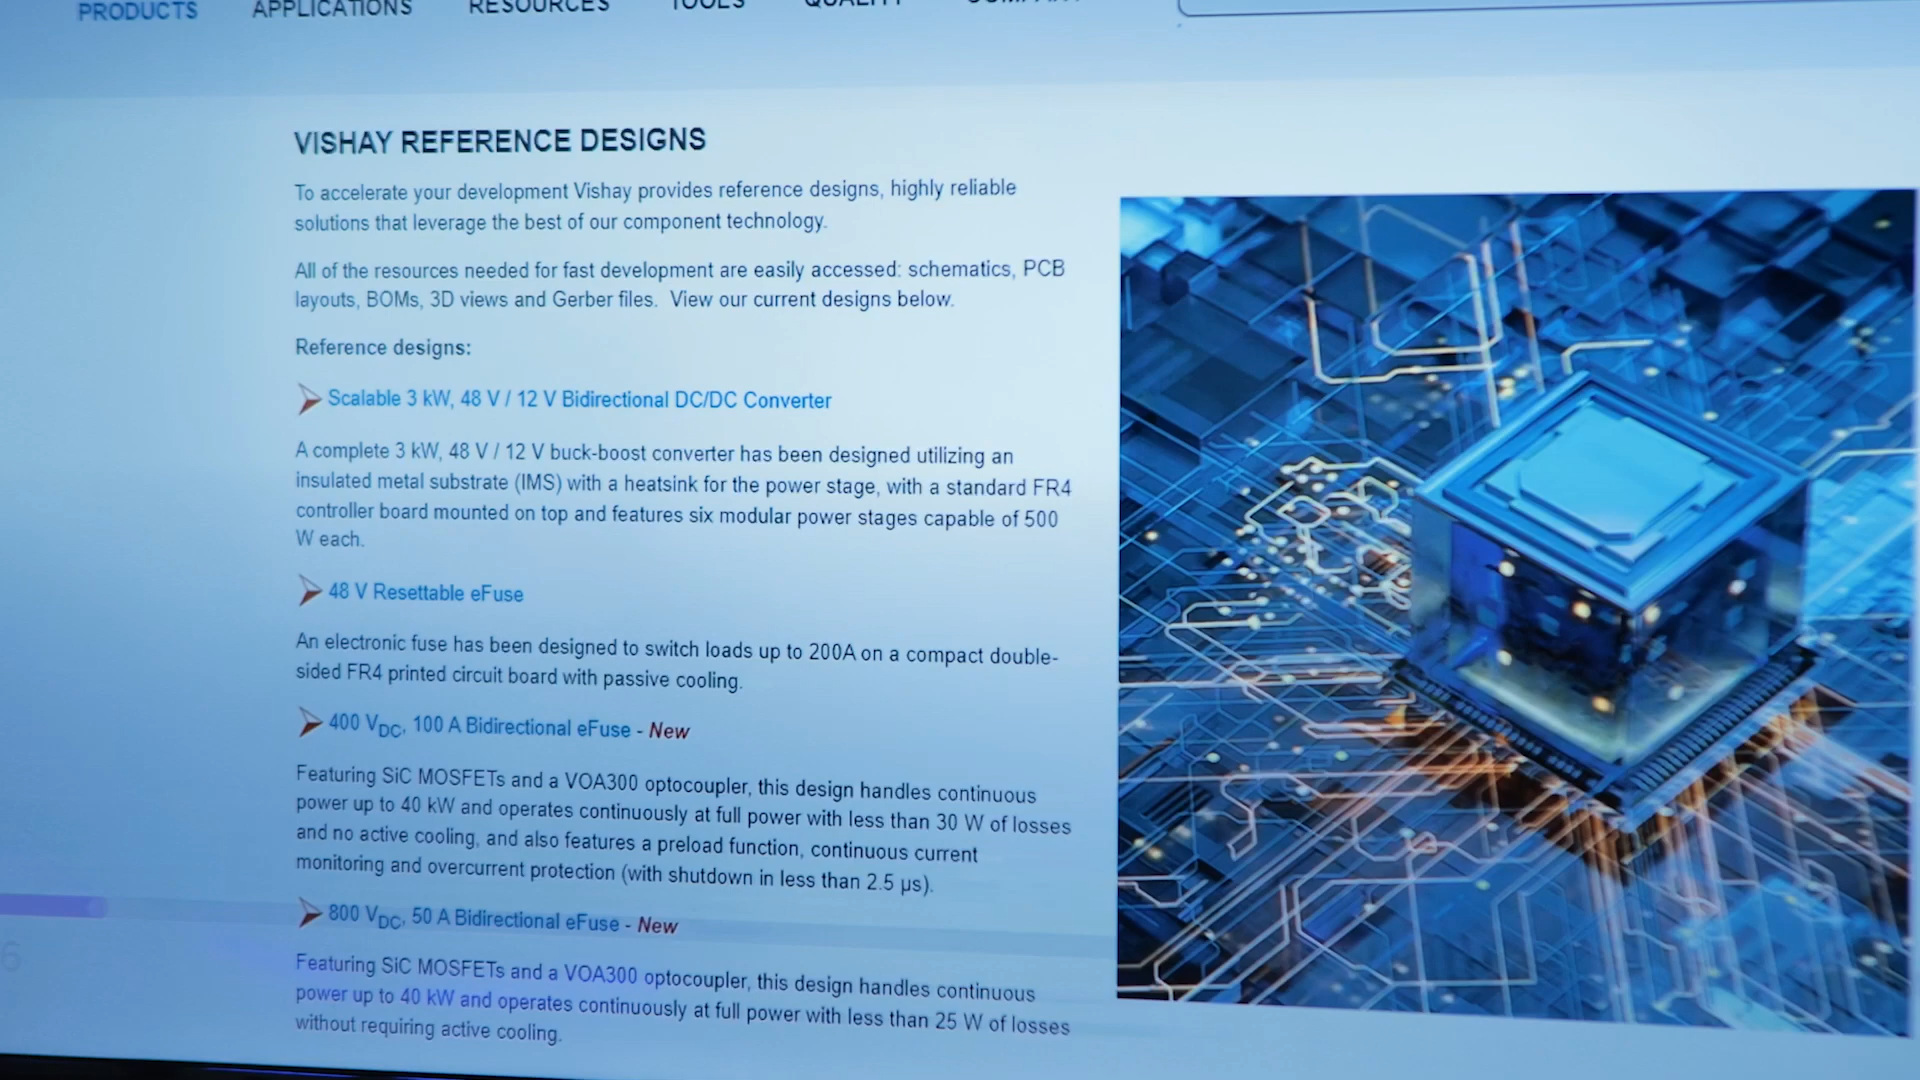 PRODUCTS APPLICATIONS RESOURCES TOOLS QUALITY COMPANY
VISHAY REFERENCE DESIGNS
To accelerate your development Vishay provides reference designs, highly reliable
solutions that leverage the best of our component technology.
All of the resources needed for fast development are easily accessed: schematics, PCB
layouts, BOMs, 3D views and Gerber files. View our current designs below.
Reference designs:
Scalable 3 kW, 48 V / 12 V Bidirectional DC/DC Converter
A complete 3 kW, 48 V / 12 V buck-boost converter has been designed utilizing an
insulated metal substrate (IMS) with a heatsink for the power stage, with a standard FR4
controller board mounted on top and features six modular power stages capable of 500
W each.
48 V Resettable eFuse
An electronic fuse has been designed to switch loads up to 200A on a compact double-
sided FR4 printed circuit board with passive cooling.
400 VDC, 100 A Bidirectional eFuse - New
Featuring SiC MOSFETs and a VOA300 optocoupler, this design handles continuous
power up to 40 kW and operates continuously at full power with less than 30 W of losses
and no active cooling, and also features a preload function, continuous current
monitoring and overcurrent protection (with shutdown in less than 2.5 µs).
800 VDC, 50 A Bidirectional eFuse - New
Featuring SiC MOSFETs and a VOA300 optocoupler, this design handles continuous
power up to 40 kW and operates continuously at full power with less than 25 W of losses
without requiring active cooling.